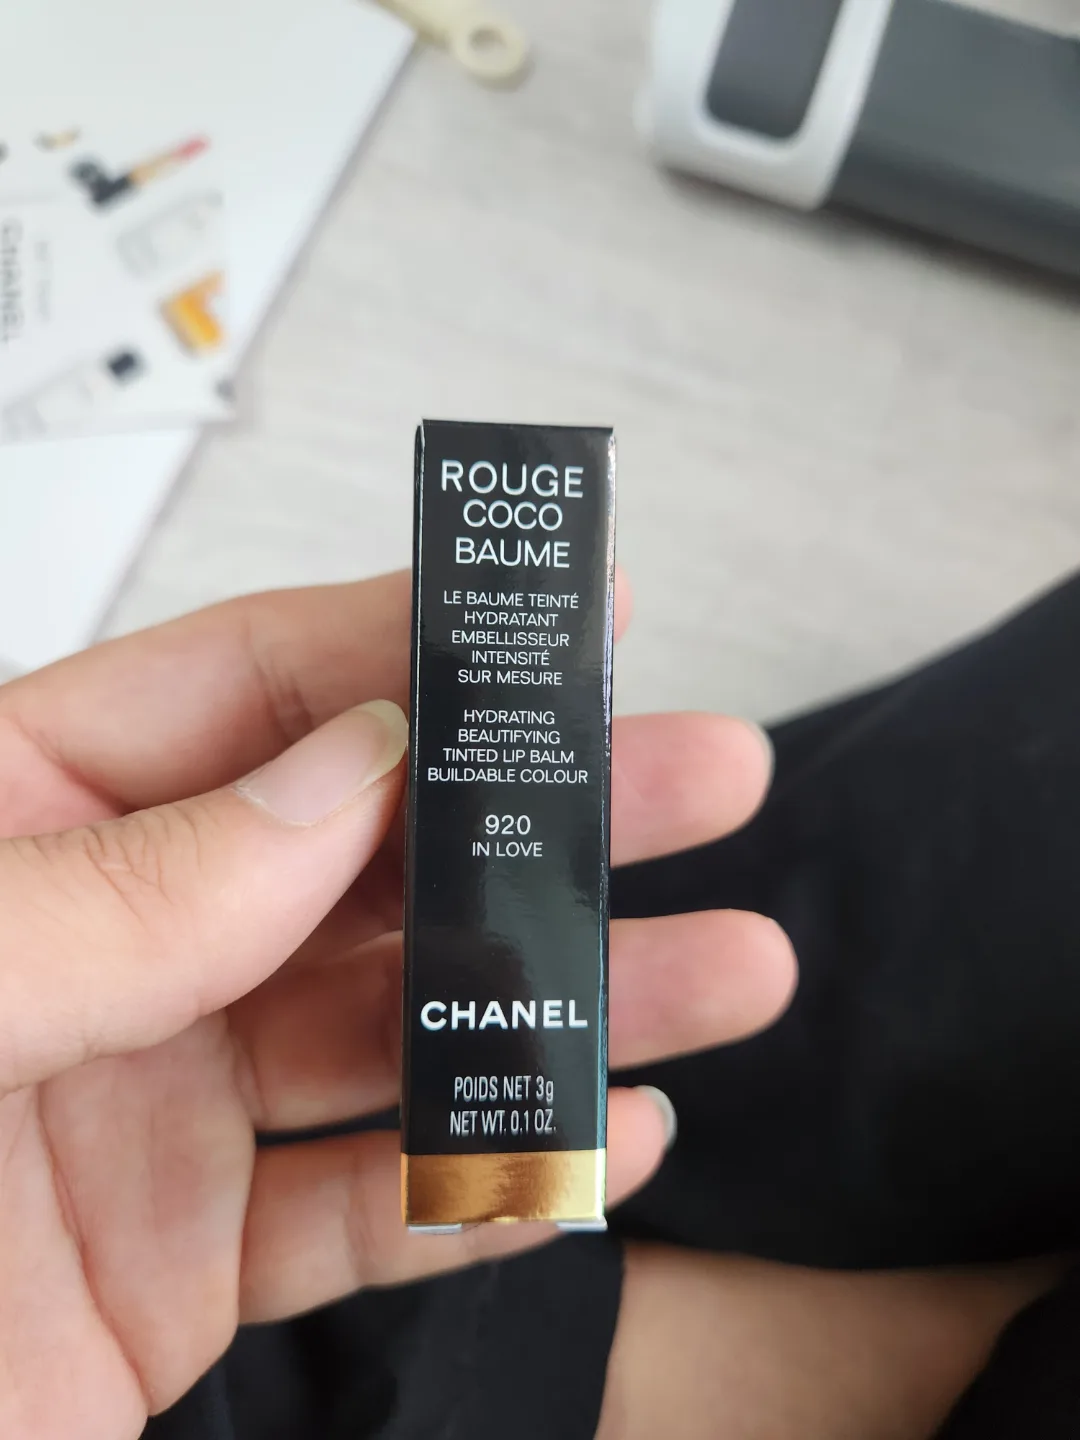 ROUGE
COCO
BAUME
LE BAUME TEINTÉ
HYDRATANT
EMBELLISSEUR
INTENSITÉ
SUR MESURE
HYDRATING
BEAUTIFYING
TINTED LIP BALM
BUILDABLE COLOUR
920
IN LOVE
CHANEL
POIDS NET 3g
NET WT. 0.1 OZ.
CHANEL